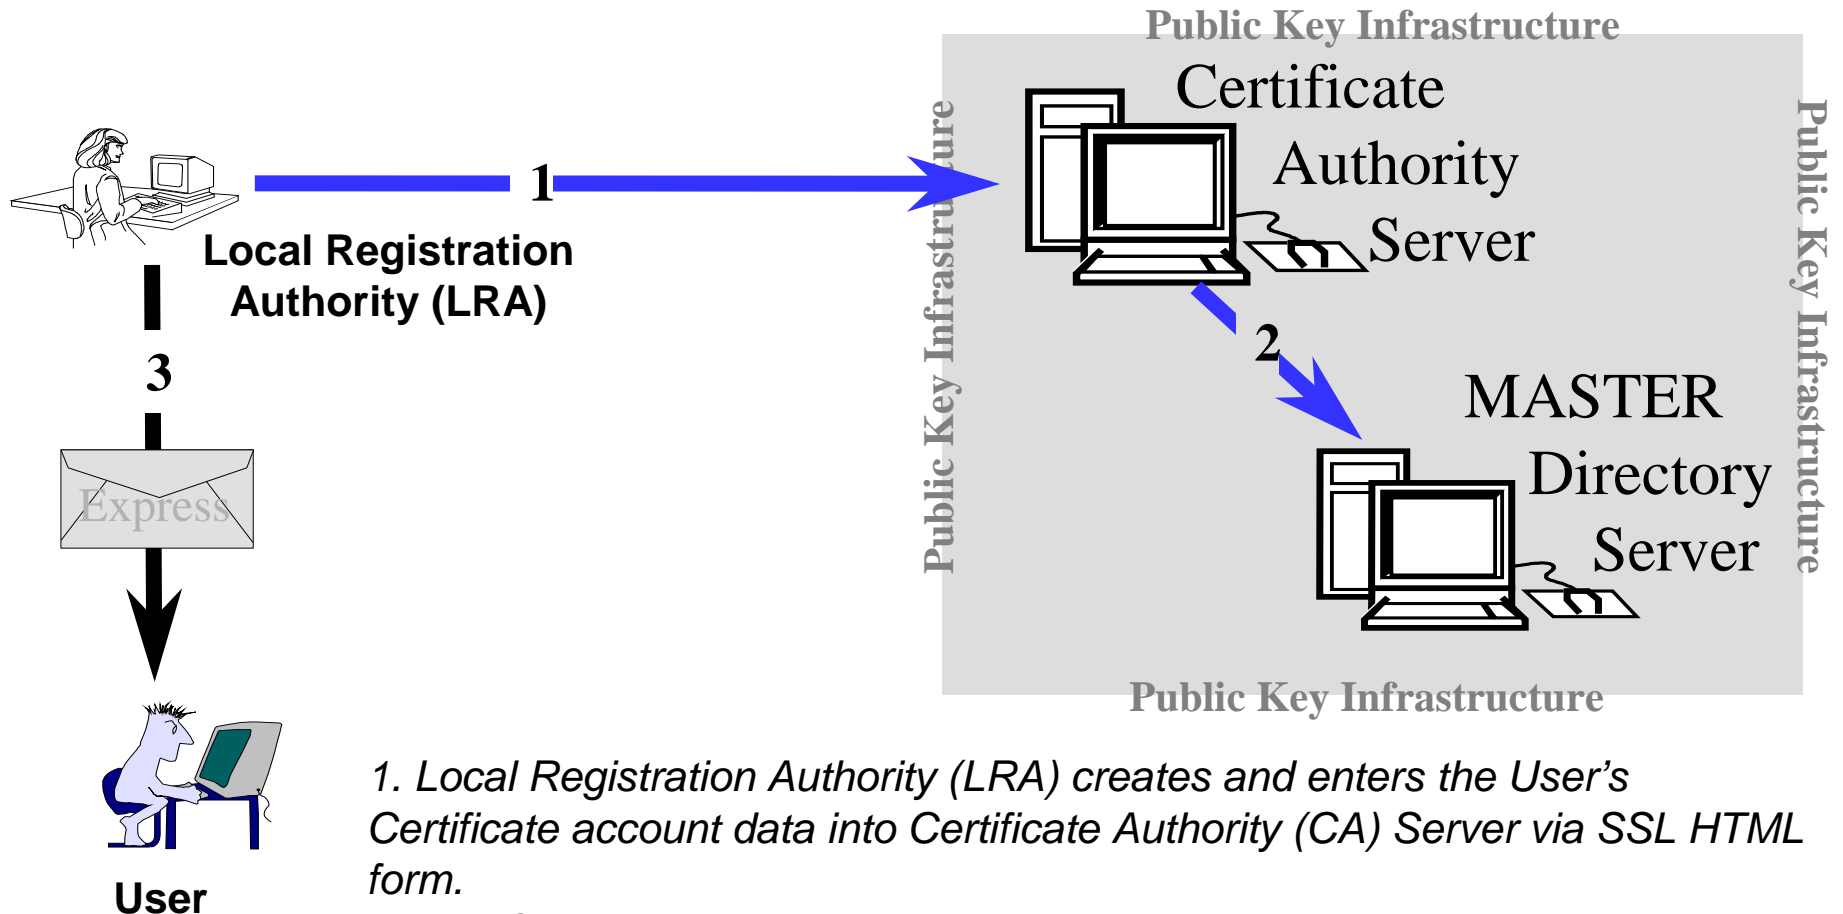 Public Key Infrastructure
Certificate
Authority
Server
Public Key Infrastructure
Public Key Infrastructure
1
Local Registration
Authority (LRA)
2
3
MASTER
Directory
Server
Express
Public Key Infrastructure
User
1. Local Registration Authority (LRA) creates and enters the User’s
Certificate account data into Certificate Authority (CA) Server via SSL HTML
form.